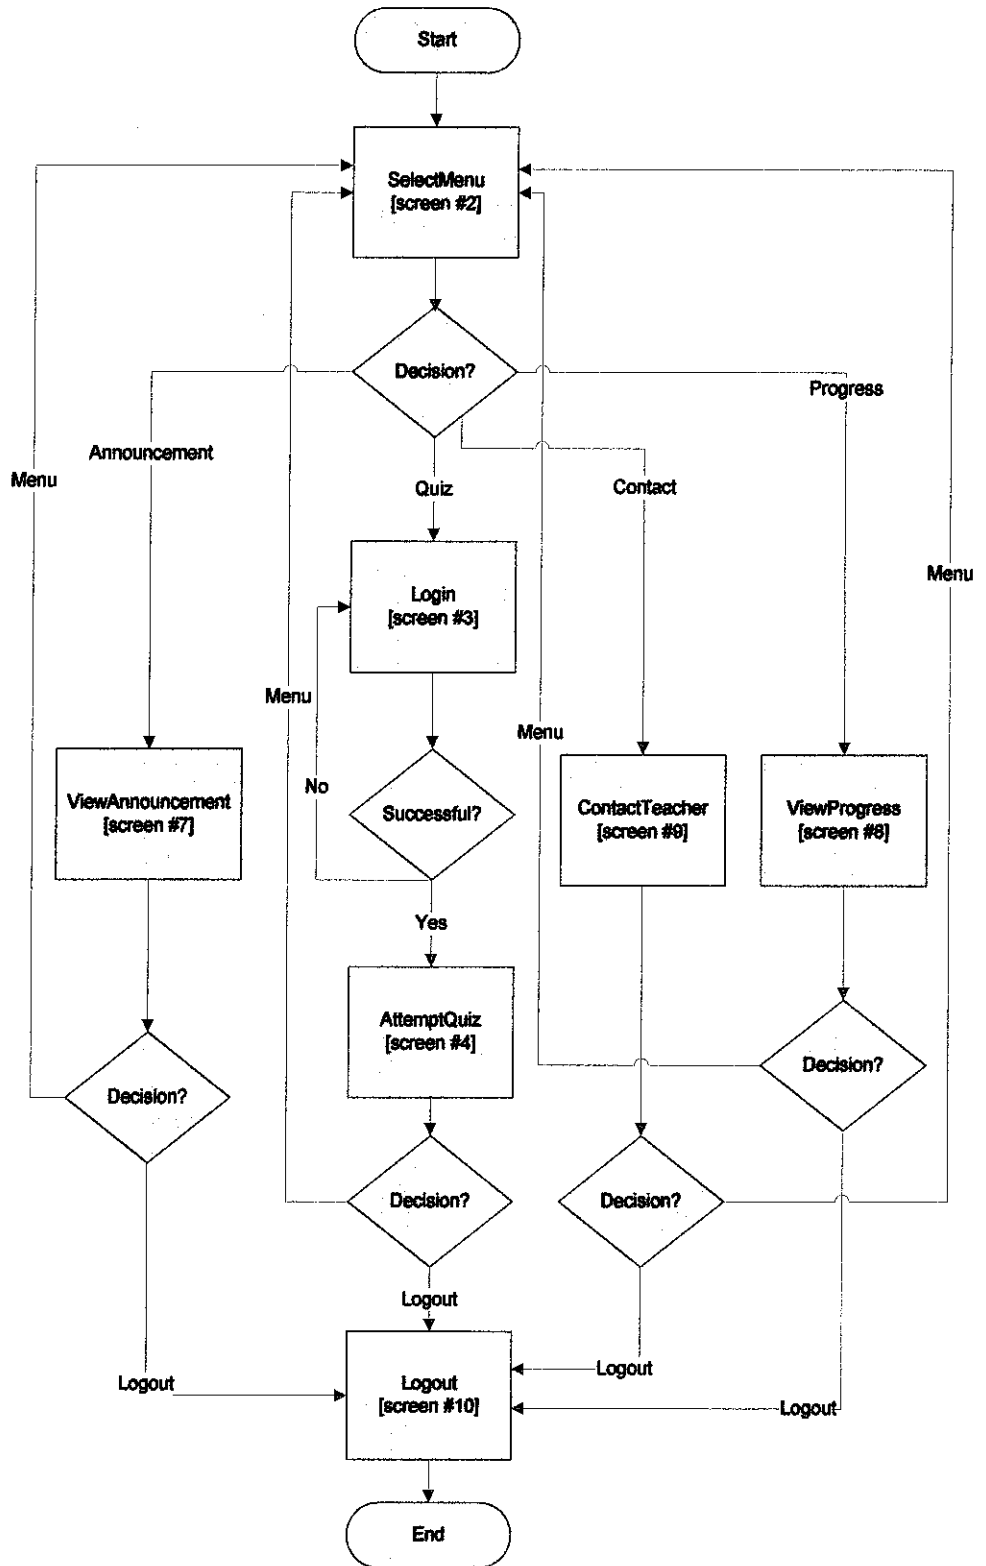 Start
SelectMenu
[screen #2]
Decision?
Progress
Announcement
Menu
Quiz
Contact
Menu
Login
[screen #3]
Menu
Menu
No
ViewAnnouncement
[screen #7]
Successful?
ContactTeacher
[screen #9]
ViewProgress
[screen #8]
Yes
AttemptQuiz
[screen #4]
Decision?
Decision?
Decision?
Decision?
Logout
Logout
Logout
Logout
[screen #10]
Logout
End